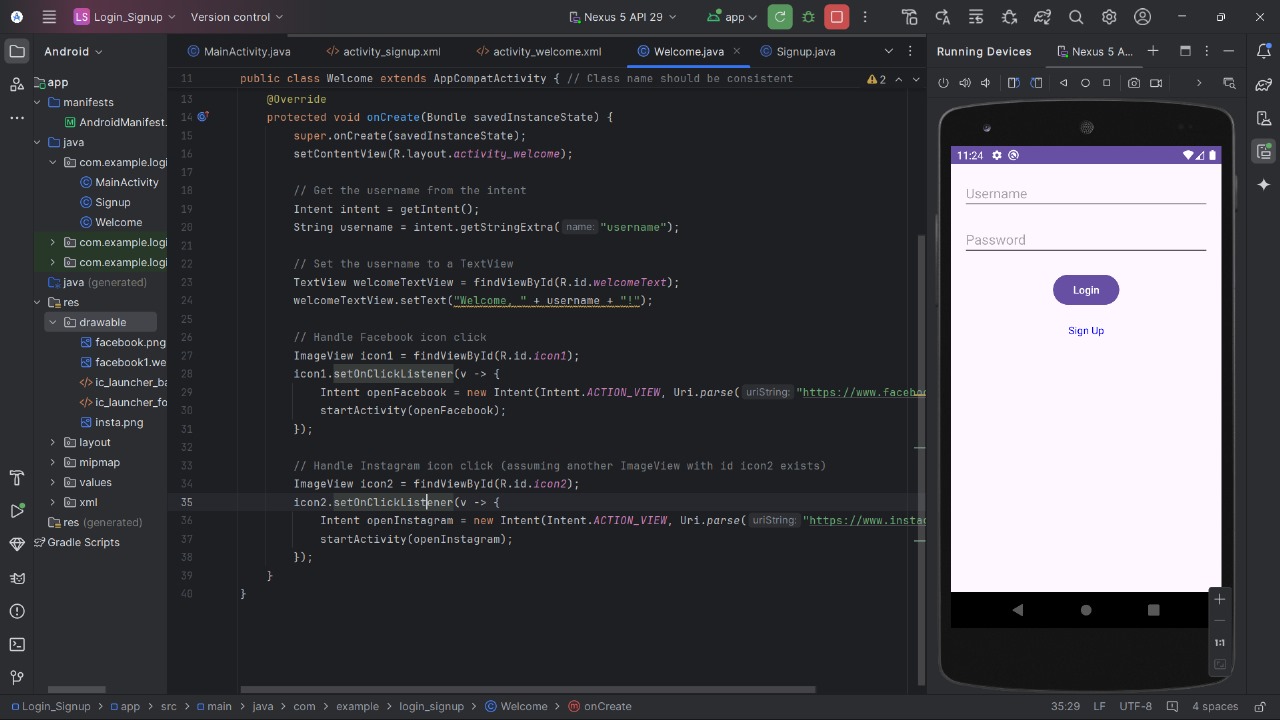 LS Login_Signup Version control Nexus 5 API 29 app
Android
MainActivity.java activity_signup.xml activity_welcome.xml Welcome.java Signup.java
Running Devices Nexus 5 A...
app
manifests
AndroidManifest.
java
com.example.logi
MainActivity
Signup
Welcome
com.example.logi
com.example.logi
java (generated)
res
drawable
facebook.png
facebook1.we
ic_launcher_ba
ic_launcher_fo
insta.png
layout
mipmap
values
xml
res (generated)
Gradle Scripts
11 public class Welcome extends AppCompatActivity { // Class name should be consistent
2
13 @Override
14 protected void onCreate(Bundle savedInstanceState) {
15 super.onCreate(savedInstanceState);
16 setContentView(R.layout.activity_welcome);
17
18 // Get the username from the intent
19 Intent intent = getIntent();
20 String username = intent.getStringExtra( name: "username");
21
22 // Set the username to a TextView
23 TextView welcomeTextView = findViewById(R.id.welcomeText);
24 welcomeTextView.setText("Welcome, " + username + "!");
25
26 // Handle Facebook icon click
27 ImageView icon1 = findViewById(R.id.icon1);
28 icon1.setOnClickListener(v -> {
29 Intent openFacebook = new Intent(Intent.ACTION_VIEW, Uri.parse( uriString: "https://www.faceb
30 startActivity(openFacebook);
31 });
32
33 // Handle Instagram icon click (assuming another ImageView with id icon2 exists)
34 ImageView icon2 = findViewById(R.id.icon2);
35 icon2.setOnClickListener(v -> {
36 Intent openInstagram = new Intent(Intent.ACTION_VIEW, Uri.parse( uriString: "https://www.insta
37 startActivity(openInstagram);
38 });
39 }
40 }
11:24
Username
Password
Login
Sign Up
1:1
Login_Signup app src main java com example login_signup Welcome onCreate
35:29 LF UTF-8 4 spaces